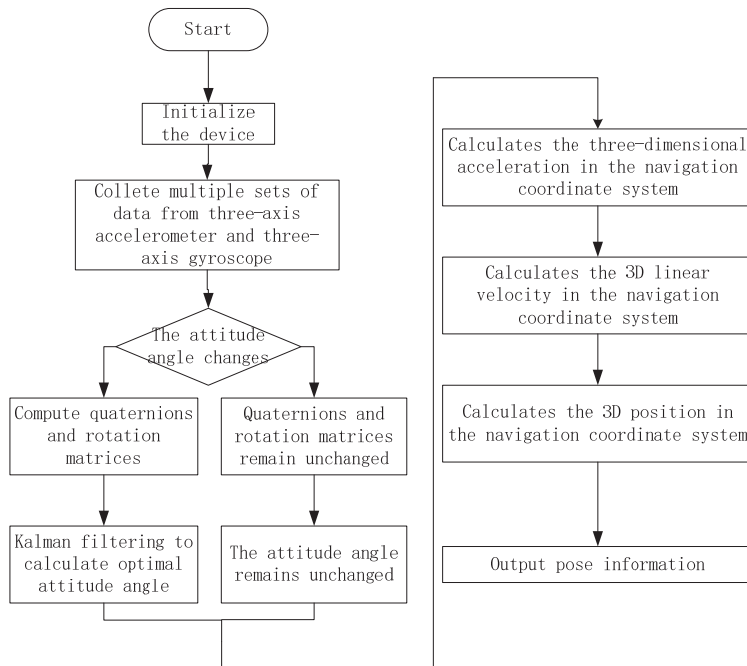 Start
Initialize
the device
Collete multiple sets of
data from three-axis
accelerometer and three-
axis gyroscope
The attitude
angle changes
Compute quaternions
and rotation
matrices
Quaternions and
rotation matrices
remain unchanged
Kalman filtering to
calculate optimal
attitude angle
The attitude angle
remains unchanged
Calculates the three-dimensional
acceleration in the navigation
coordinate system
Calculates the 3D linear
velocity in the navigation
coordinate system
Calculates the 3D position in
the navigation coordinate system
Output pose information